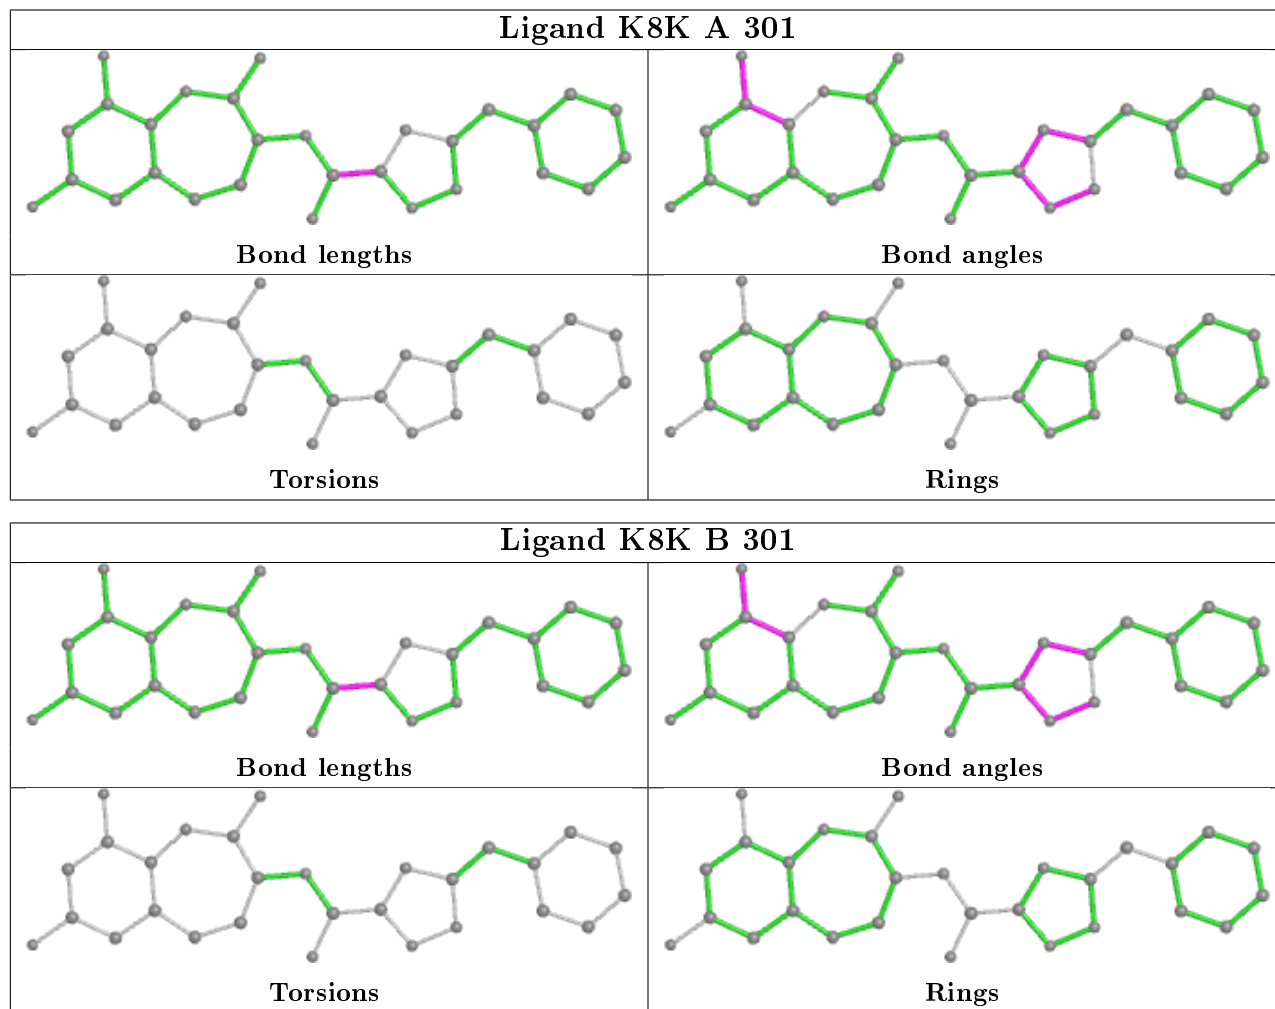 Ligand K8K A 301
Bond lengths
Bond angles
Torsions
Rings
Ligand K8K B 301
Bond lengths
Bond angles
Torsions
Rings